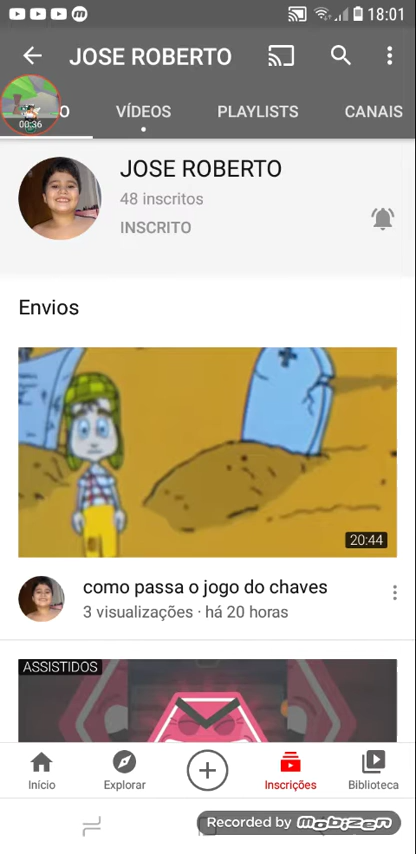 18:01
JOSE ROBERTO
O
VÍDEOS
PLAYLISTS
CANAIS
00:36
JOSE ROBERTO
48 inscritos
INSCRITO
Envios
20:44
como passa o jogo do chaves
3 visualizações · há 20 horas
ASSISTIDOS
Início
Explorar
Inscrições
Biblioteca
Recorded by mobizen